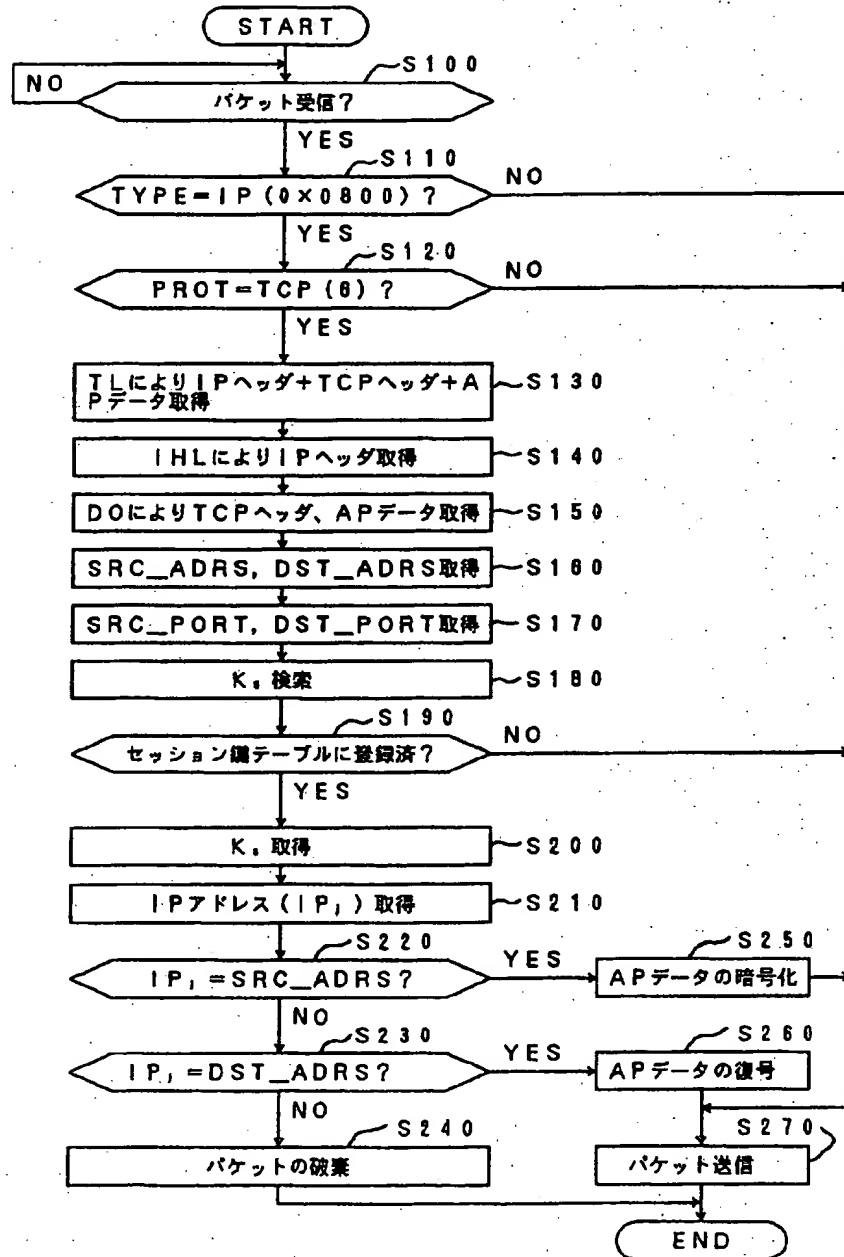 START
S100
NO
パケット受信?
YES
S110
TYPE=IP(0×0800)?
NO
YES
S120
PROT=TCP(6)?
NO
YES
TLによりIPヘッダ+TCPヘッダ+A
Pデータ取得
S130
IHLによりIPヘッダ取得
S140
DOによりTCPヘッダ、APデータ取得
S150
SRC_ADRS, DST_ADRS取得
S160
SRC_PORT, DST_PORT取得
S170
K 検索
S180
S190
セッション鍵テーブルに登録済?
NO
YES
K 取得
S200
IPアドレス(IP)取得
S210
S220
IP =SRC_ADRS?
YES
S250
APデータの暗号化
NO
S230
IP =DST_ADRS?
YES
S260
APデータの復号
NO
S240
パケットの破棄
S270
パケット送信
END